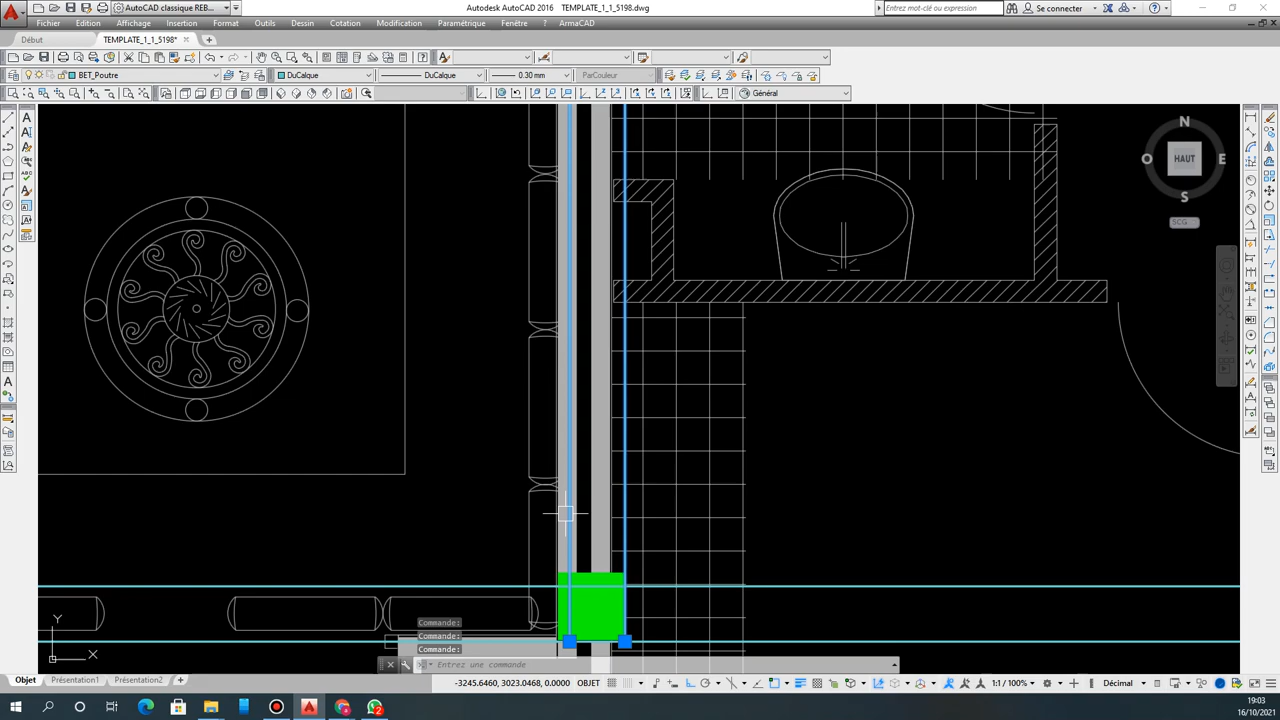 Autodesk AutoCAD 2016 TEMPLATE_1_1_5198.dwg
AutoCAD classique REB...
Entrez mot-clé ou expression
Se connecter
Fichier Edition Affichage Insertion Format Outils Dessin Cotation Modification Paramétrique Fenêtre ? ArmaCAD
Début TEMPLATE_1_1_5198*
BET_Poutre DuCalque DuCalque 0.30 mm ParCouleur
Général
N
O HAUT E
S
SCG
Y
X
Commande:
Commande:
Commande:
Entrez une commande
Objet Présentation1 Présentation2
-3245.6460, 3023.0468, 0.0000 OBJET
1:1 / 100%
Décimal
19:03
16/10/2021